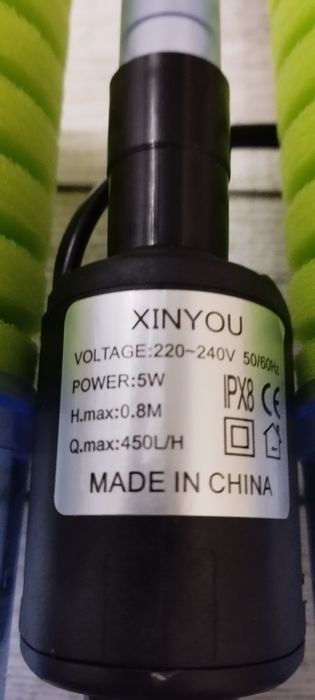 XINYOU
VOLTAGE:220~240V 50/60Hz
POWER:5W
IPX8 CE
H.max:0.8M
Q.max:450L/H
MADE IN CHINA